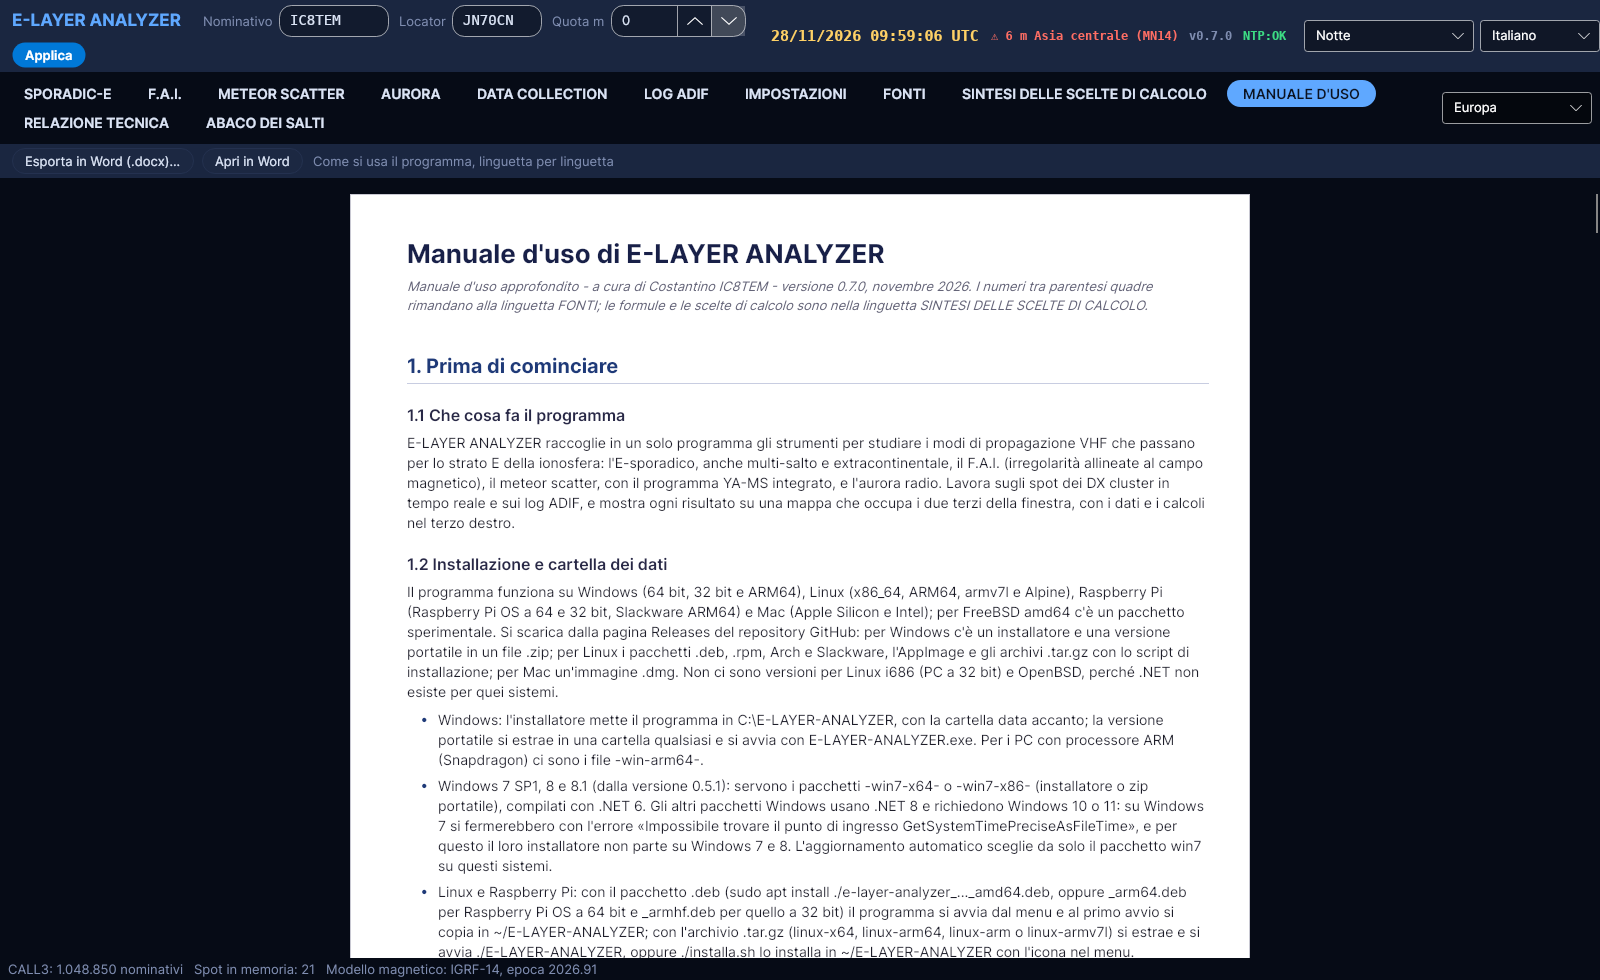 E-LAYER ANALYZER Nominativo IC8TEM Locator JN70CN Quota m 0
28/11/2026 09:59:06 UTC ⚠ 6 m Asia centrale (MN14) v0.7.0 NTP:OK Notte Italiano
Applica
SPORADIC-E F.A.I. METEOR SCATTER AURORA DATA COLLECTION LOG ADIF IMPOSTAZIONI FONTI SINTESI DELLE SCELTE DI CALCOLO MANUALE D'USO
RELAZIONE TECNICA ABACO DEI SALTI
Europa
Esporta in Word (.docx)... Apri in Word Come si usa il programma, linguetta per linguetta
Manuale d'uso di E-LAYER ANALYZER
Manuale d'uso approfondito - a cura di Costantino IC8TEM - versione 0.7.0, novembre 2026. I numeri tra parentesi quadre
rimandano alla linguetta FONTI; le formule e le scelte di calcolo sono nella linguetta SINTESI DELLE SCELTE DI CALCOLO.
1. Prima di cominciare
1.1 Che cosa fa il programma
E-LAYER ANALYZER raccoglie in un solo programma gli strumenti per studiare i modi di propagazione VHF che passano
per lo strato E della ionosfera: l'E-sporadico, anche multi-salto e extracontinentale, il F.A.I. (irregolarità allineate al campo
magnetico), il meteor scatter, con il programma YA-MS integrato, e l'aurora radio. Lavora sugli spot dei DX cluster in
tempo reale e sui log ADIF, e mostra ogni risultato su una mappa che occupa i due terzi della finestra, con i dati e i calcoli
nel terzo destro.
1.2 Installazione e cartella dei dati
Il programma funziona su Windows (64 bit, 32 bit e ARM64), Linux (x86_64, ARM64, armv7l e Alpine), Raspberry Pi
(Raspberry Pi OS a 64 e 32 bit, Slackware ARM64) e Mac (Apple Silicon e Intel); per FreeBSD amd64 c'è un pacchetto
sperimentale. Si scarica dalla pagina Releases del repository GitHub: per Windows c'è un installatore e una versione
portatile in un file .zip; per Linux i pacchetti .deb, .rpm, Arch e Slackware, l'AppImage e gli archivi .tar.gz con lo script di
installazione; per Mac un'immagine .dmg. Non ci sono versioni per Linux i686 (PC a 32 bit) e OpenBSD, perché .NET non
esiste per quei sistemi.
• Windows: l'installatore mette il programma in C:\E-LAYER-ANALYZER, con la cartella data accanto; la versione
portatile si estrae in una cartella qualsiasi e si avvia con E-LAYER-ANALYZER.exe. Per i PC con processore ARM
(Snapdragon) ci sono i file -win-arm64-.
• Windows 7 SP1, 8 e 8.1 (dalla versione 0.5.1): servono i pacchetti -win7-x64- o -win7-x86- (installatore o zip
portatile), compilati con .NET 6. Gli altri pacchetti Windows usano .NET 8 e richiedono Windows 10 o 11: su Windows
7 si fermerebbero con l'errore «Impossibile trovare il punto di ingresso GetSystemTimePreciseAsFileTime», e per
questo il loro installatore non parte su Windows 7 e 8. L'aggiornamento automatico sceglie da solo il pacchetto win7
su questi sistemi.
• Linux e Raspberry Pi: con il pacchetto .deb (sudo apt install ./e-layer-analyzer_..._amd64.deb, oppure _arm64.deb
per Raspberry Pi OS a 64 bit e _armhf.deb per quello a 32 bit) il programma si avvia dal menu e al primo avvio si
copia in ~/E-LAYER-ANALYZER; con l'archivio .tar.gz (linux-x64, linux-arm64, linux-arm o linux-armv7l) si estrae e si
avvia ./E-LAYER-ANALYZER, oppure ./installa.sh lo installa in ~/E-LAYER-ANALYZER con l'icona nel menu.
CALL3: 1.048.850 nominativi Spot in memoria: 21 Modello magnetico: IGRF-14, epoca 2026.91